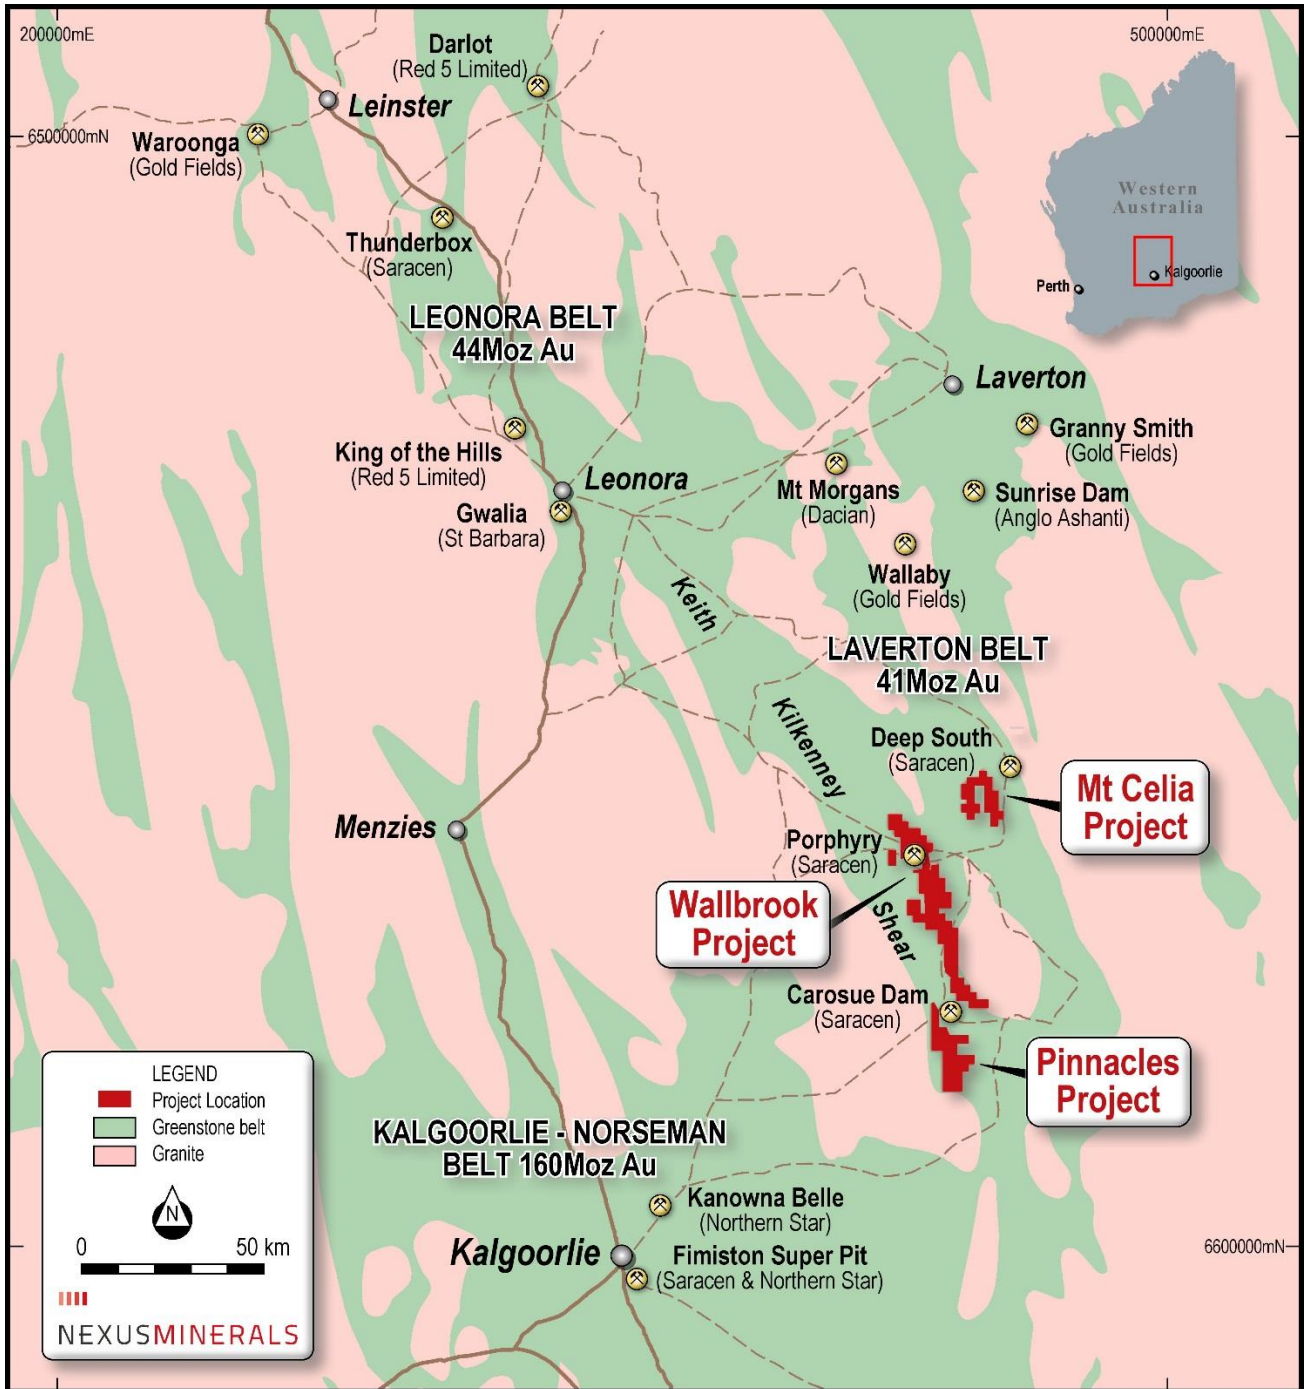 200000mE
500000mE
Darlot
(Red 5 Limited)
Leinster
6500000mN
Waroonga
(Gold Fields)
Western
Australia
Thunderbox
(Saracen)
Kalgoorlie
Perth
LEONORA BELT
44Moz Au
Laverton
Granny Smith
(Gold Fields)
King of the Hills
(Red 5 Limited)
Leonora
Mt Morgans
(Dacian)
Sunrise Dam
(Anglo Ashanti)
Gwalia
(St Barbara)
Wallaby
(Gold Fields)
Keith
LAVERTON BELT
41Moz Au
Kilkenney
Deep South
(Saracen)
Mt Celia
Project
Menzies
Porphyry
(Saracen)
Wallbrook
Project
Shear
Carosue Dam
(Saracen)
Pinnacles
Project
LEGEND
Project Location
Greenstone belt
Granite
N
0 50 km
NEXUSMINERALS
KALGOORLIE - NORSEMAN
BELT 160Moz Au
Kanowna Belle
(Northern Star)
Kalgoorlie
Fimiston Super Pit
(Saracen & Northern Star)
6600000mN